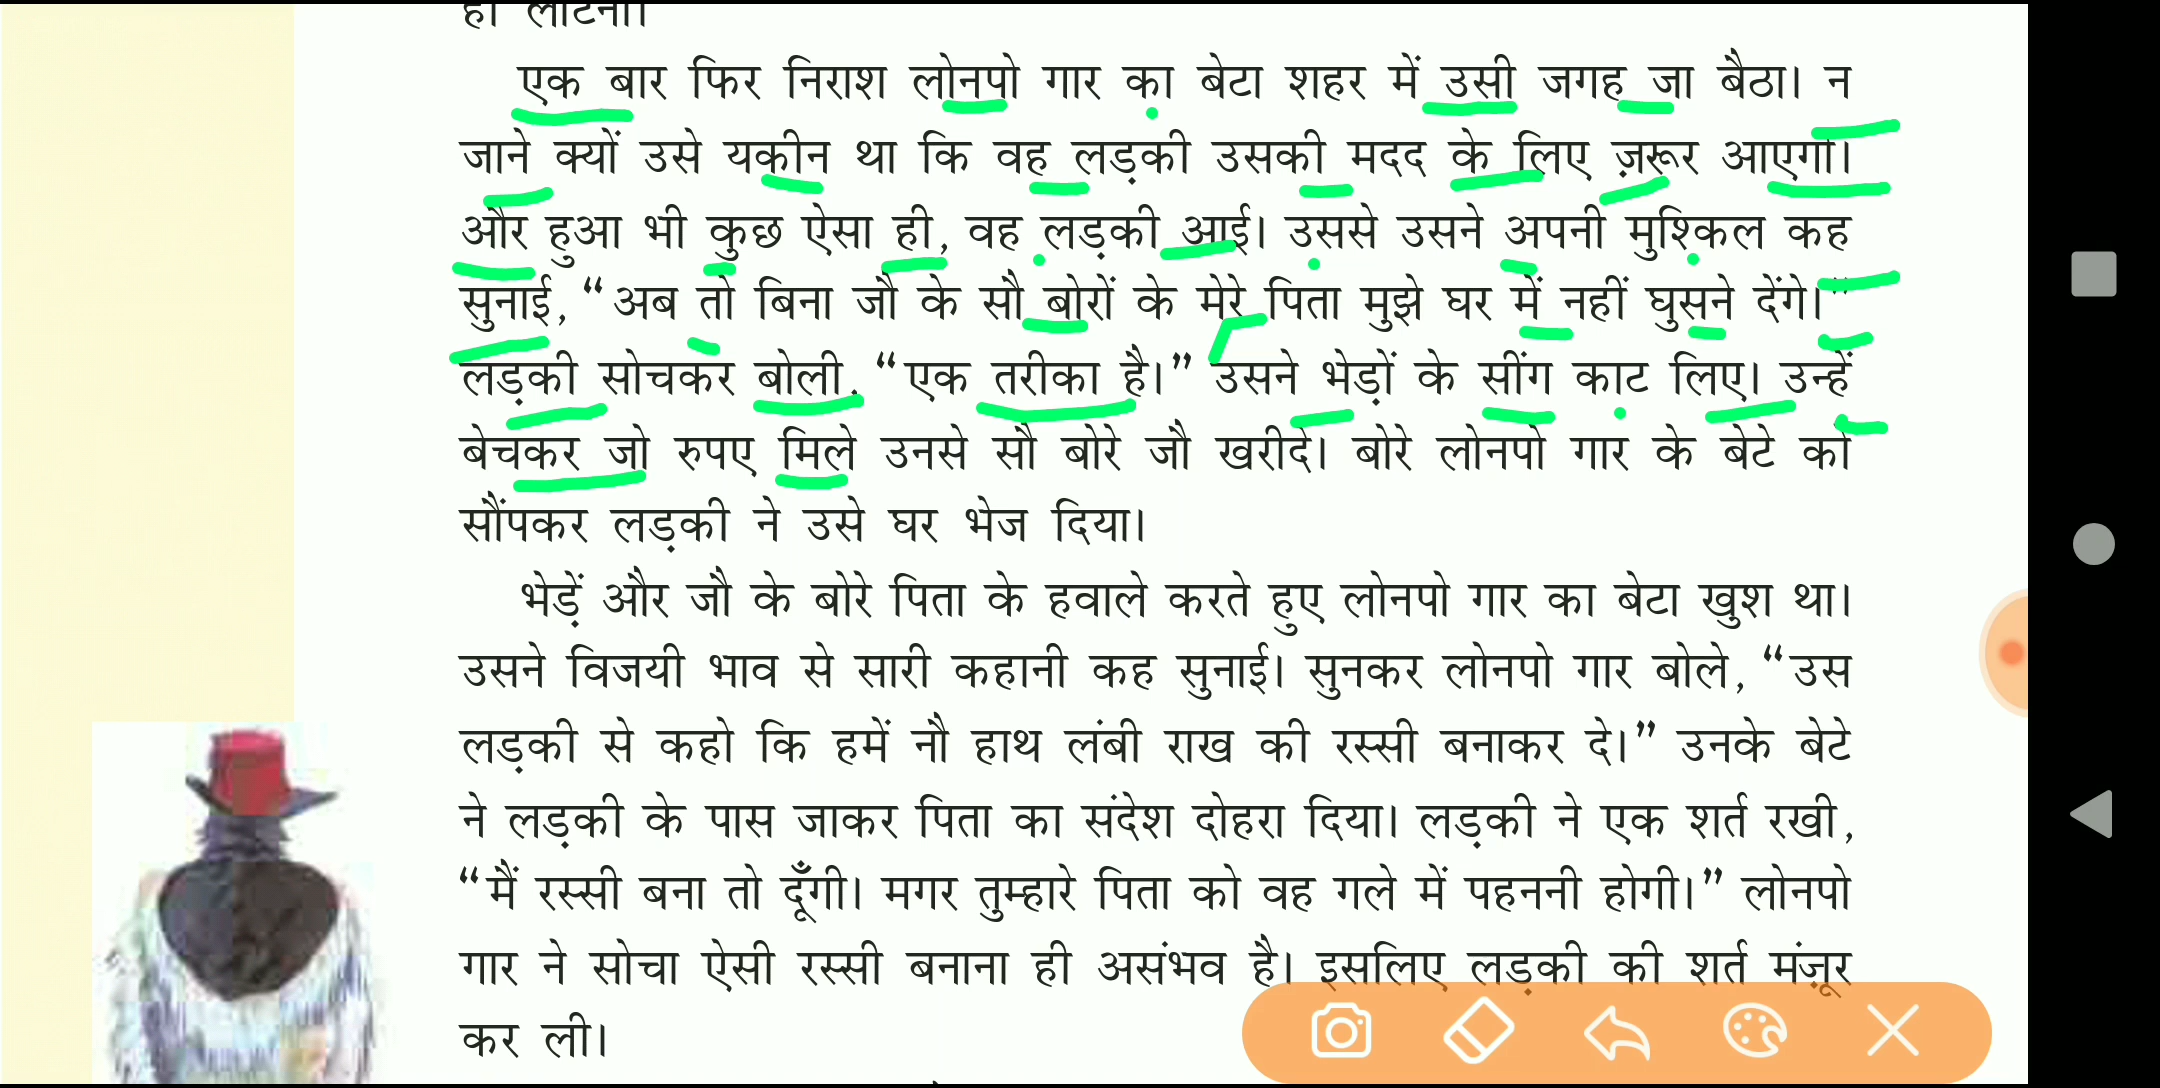 हो लौटना।
एक बार फिर निराश लोनपो गार का बेटा शहर में उसी जगह जा बैठा। न
जाने क्यों उसे यकीन था कि वह लड़की उसकी मदद के लिए ज़रूर आएगी।
और हुआ भी कुछ ऐसा ही, वह लड़की आई। उससे उसने अपनी मुश्किल कह
सुनाई, “अब तो बिना जौ के सौ बोरों के मेरे पिता मुझे घर में नहीं घुसने देंगे।”
लड़की सोचकर बोली, “एक तरीका है।” उसने भेड़ों के सींग काट लिए। उन्हें
बेचकर जो रुपए मिले उनसे सौ बोरे जौ खरीदे। बोरे लोनपो गार के बेटे को
सौंपकर लड़की ने उसे घर भेज दिया।
भेड़ें और जौ के बोरे पिता के हवाले करते हुए लोनपो गार का बेटा खुश था।
उसने विजयी भाव से सारी कहानी कह सुनाई। सुनकर लोनपो गार बोले, “उस
लड़की से कहो कि हमें नौ हाथ लंबी राख की रस्सी बनाकर दे।” उनके बेटे
ने लड़की के पास जाकर पिता का संदेश दोहरा दिया। लड़की ने एक शर्त रखी,
“मैं रस्सी बना तो दूँगी। मगर तुम्हारे पिता को वह गले में पहननी होगी।” लोनपो
गार ने सोचा ऐसी रस्सी बनाना ही असंभव है। इसलिए लड़की की शर्त मंज़ूर
कर ली।